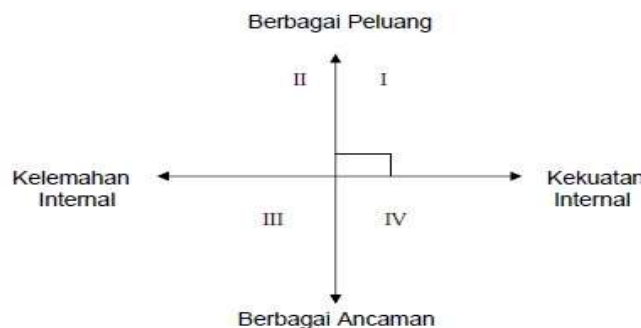 Berbagai Peluang
II
I
Kelemahan
Internal
Kekuatan
Internal
III
IV
Berbagai Ancaman